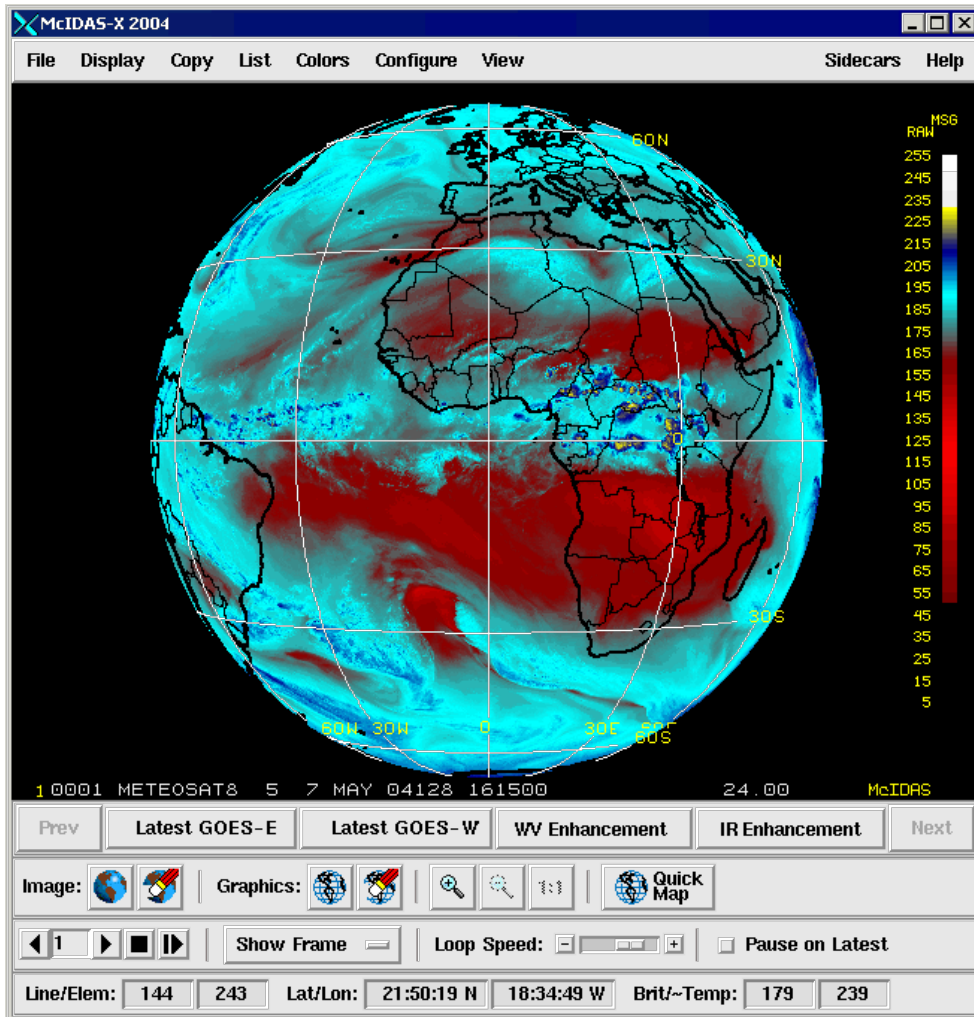 McIDAS-X 2004
File Display Copy List Colors Configure View Sidecars Help
MSG
RAW
255
245
235
225
215
205
195
185
175
165
155
145
135
125
115
105
95
85
75
65
55
45
35
25
15
5
60N
30N
0
30S
60W 30W 0 30E 60E
60S
1 0001 METEOSAT8 5 7 MAY 04128 161500 24.00 McIDAS
Prev Latest GOES-E Latest GOES-W WV Enhancement IR Enhancement Next
Image: Graphics: 1:1 Quick Map
1 Show Frame Loop Speed: - + Pause on Latest
Line/Elem: 144 243 Lat/Lon: 21:50:19 N 18:34:49 W Brit/~Temp: 179 239